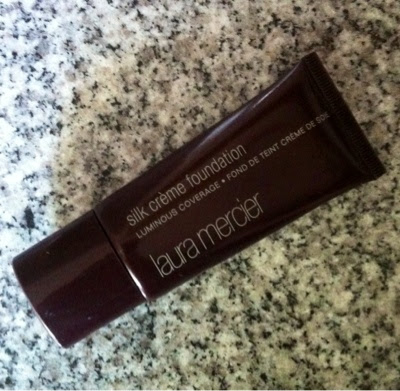 silk crème foundation
LUMINOUS COVERAGE • FOND DE TEINT CRÈME DE SOIE
laura mercier